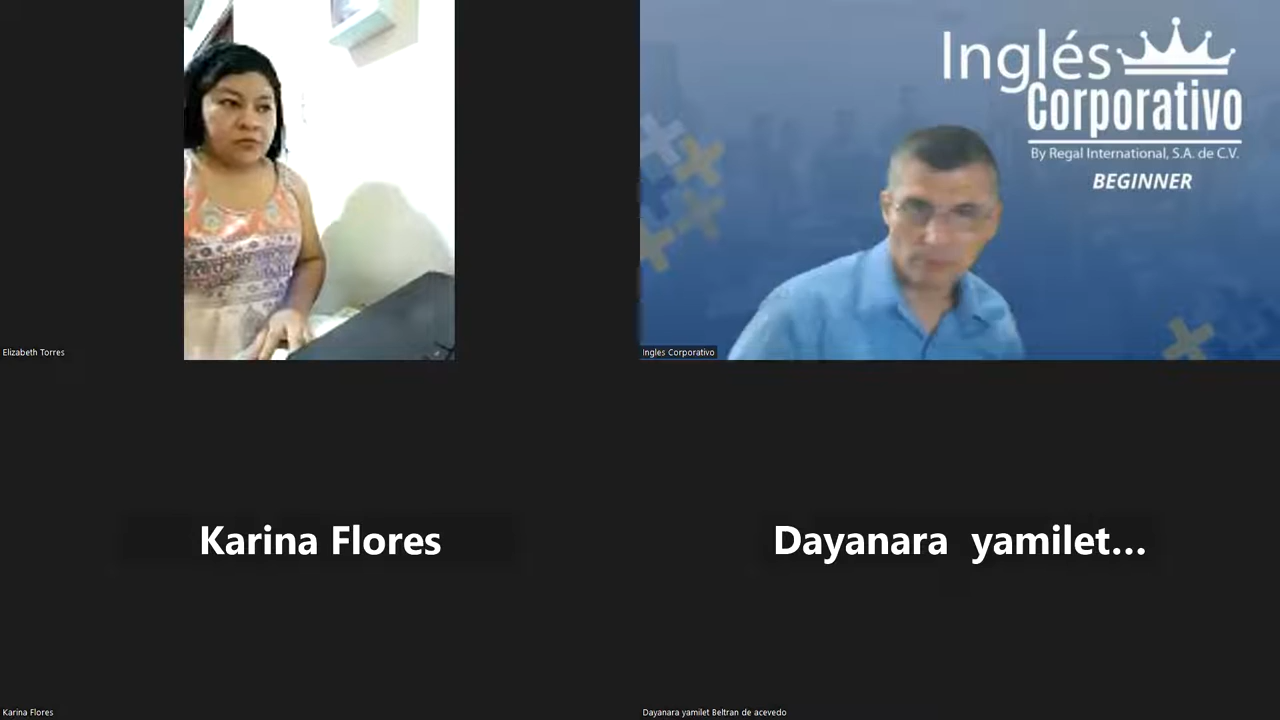 Inglés
Corporativo
By Regal International, S.A. de C.V.
BEGINNER
Elizabeth Torres
Ingles Corporativo
Karina Flores
Dayanara yamilet...
Karina Flores
Dayanara yamilet Beltran de acevedo